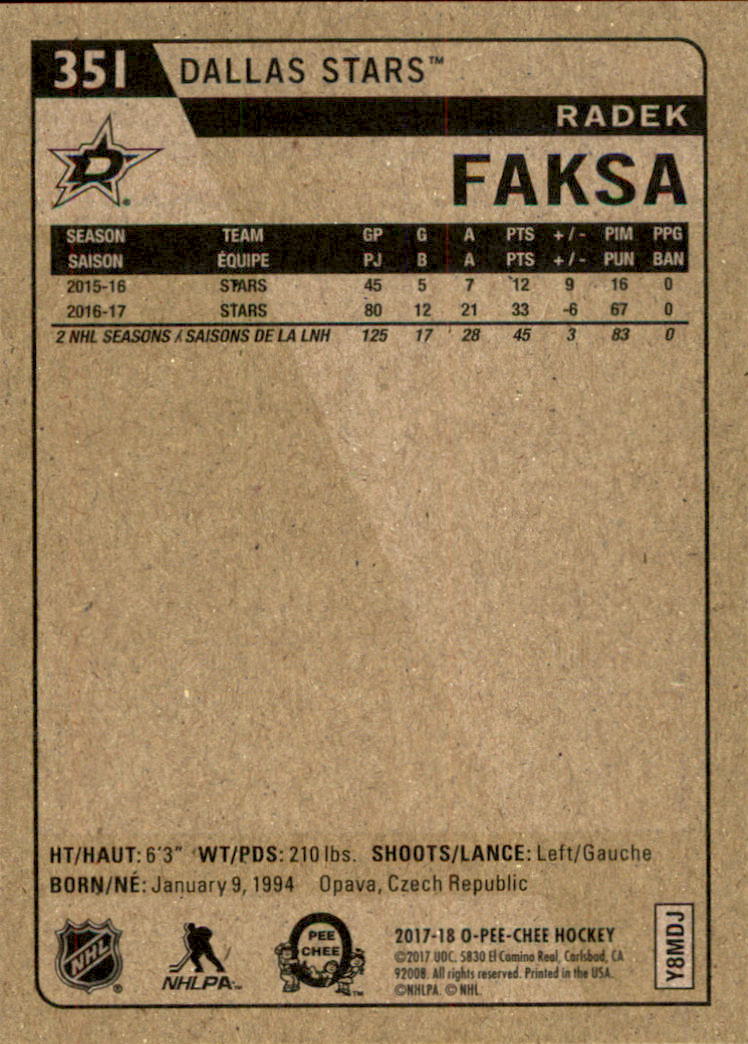 351 DALLAS STARS™
RADEK
FAKSA
D
SEASON TEAM GP G A PTS +/- PIM PPG
SAISON ÉQUIPE PJ B A PTS +/- PUN BAN
2015-16 STARS 45 5 7 12 9 16 0
2016-17 STARS 80 12 21 33 -6 67 0
2 NHL SEASONS / SAISONS DE LA LNH 125 17 28 45 3 83 0
HT/HAUT: 6'3" WT/PDS: 210 lbs. SHOOTS/LANCE: Left/Gauche
BORN/NÉ: January 9, 1994 Opava, Czech Republic
NHL®
NHLPA™
PEE
CHEE™
2017-18 O-PEE-CHEE HOCKEY
©2017 UDC. 5830 El Camino Real, Carlsbad, CA
92008. All rights reserved. Printed in the USA.
©NHLPA. © NHL.
Y8MDJ